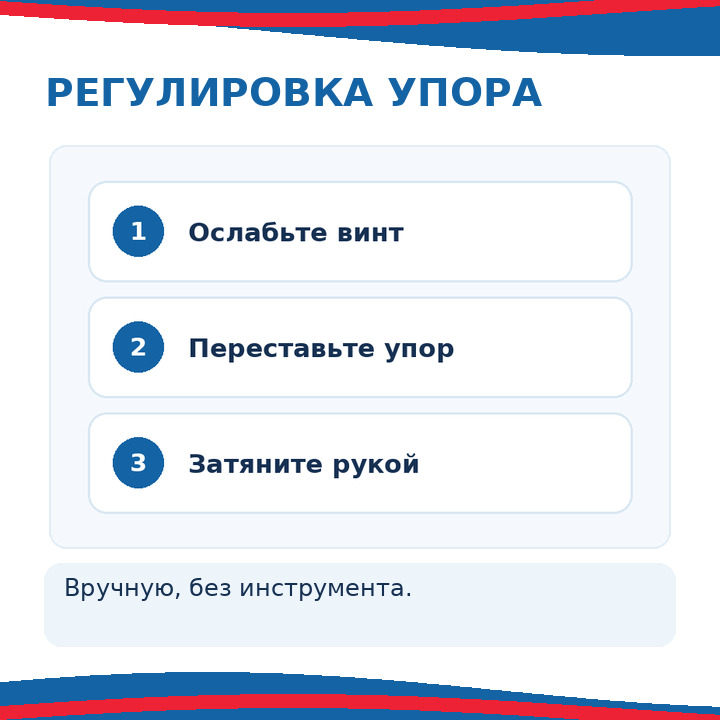 РЕГУЛИРОВКА УПОРА
1 Ослабьте винт
2 Переставьте упор
3 Затяните рукой
Вручную, без инструмента.